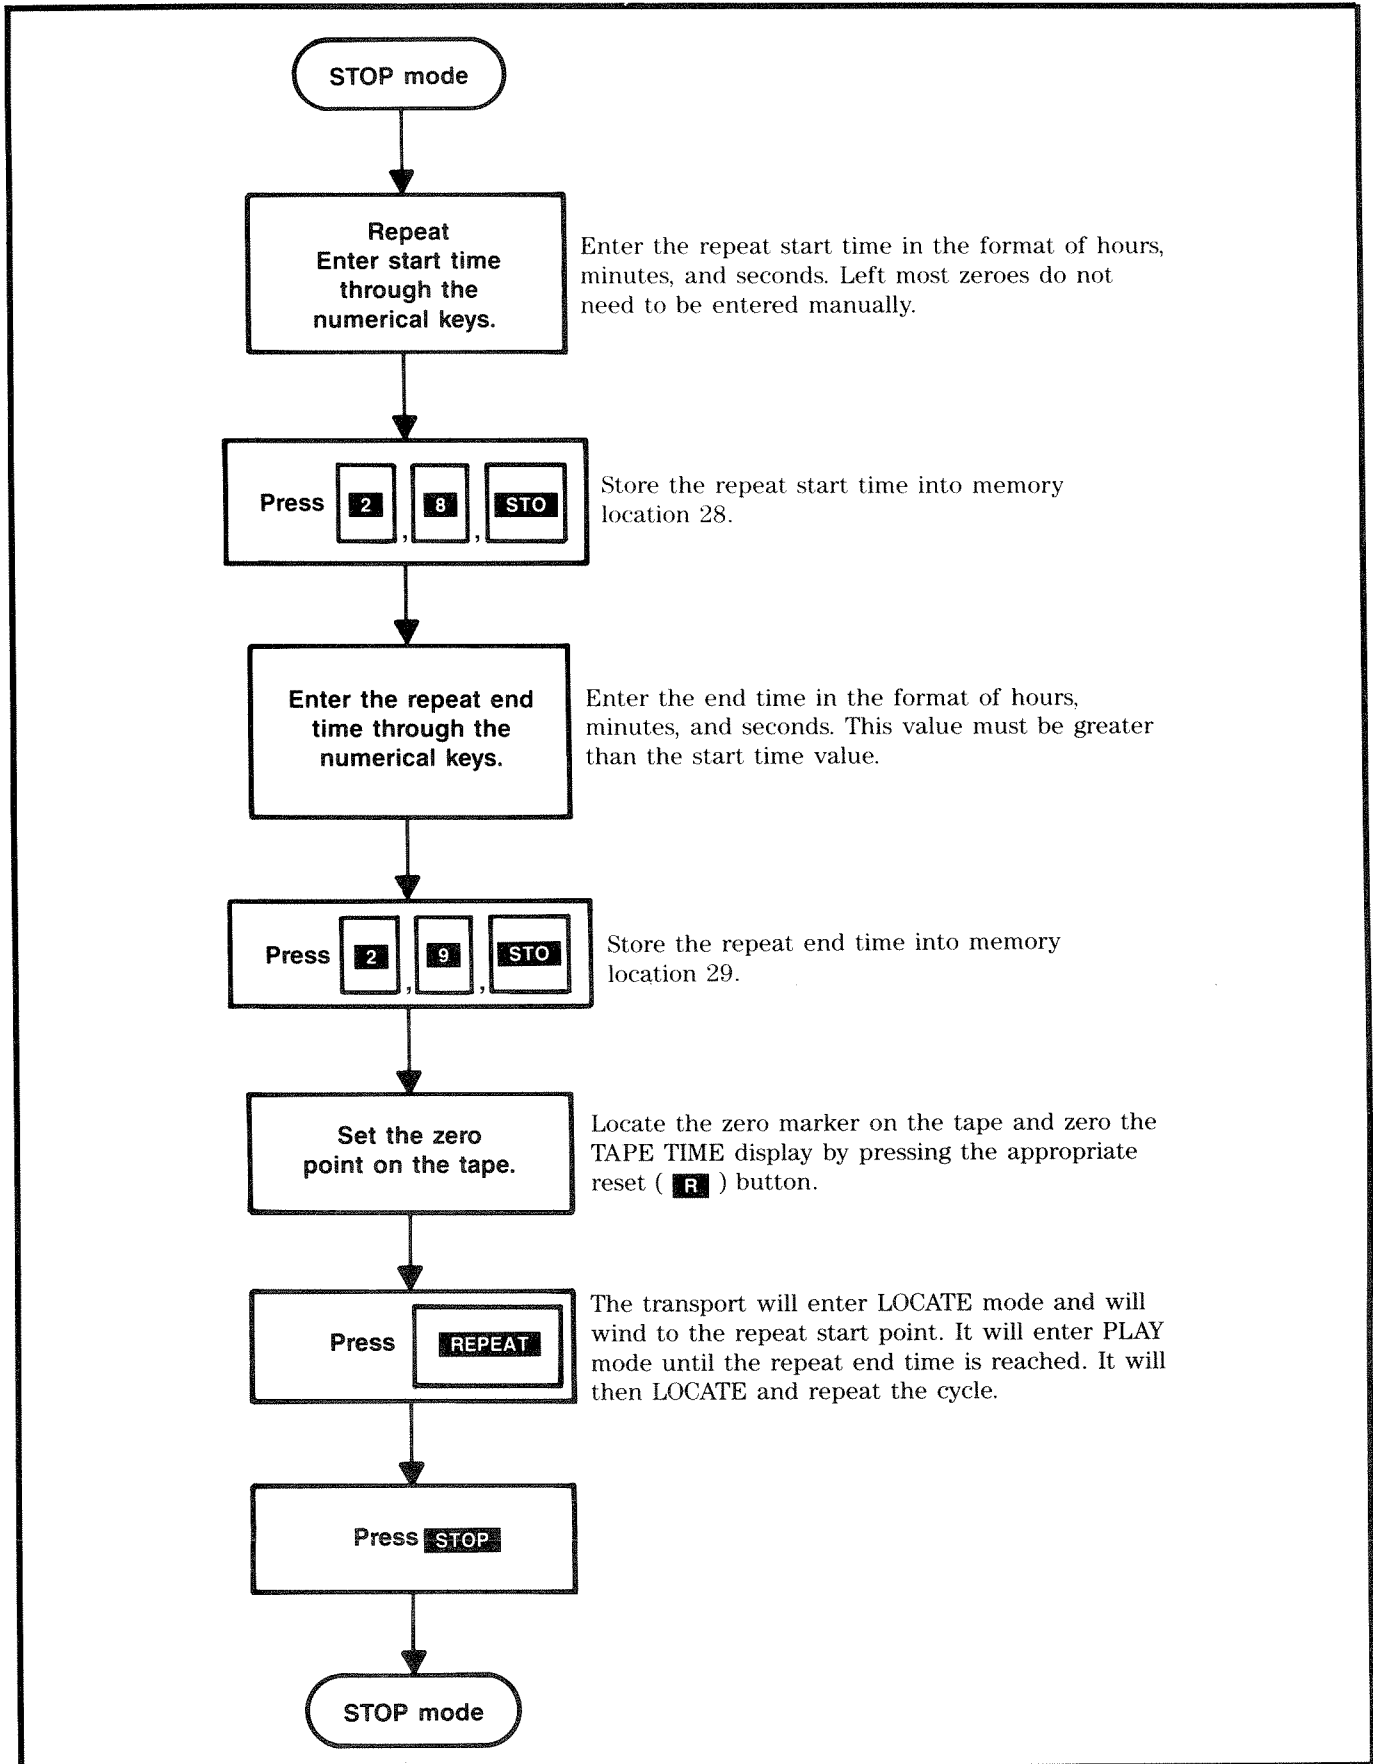 STOP mode
Repeat
Enter start time
through the
numerical keys.
Enter the repeat start time in the format of hours,
minutes, and seconds. Left most zeroes do not
need to be entered manually.
Press 2 , 8 , STO
Store the repeat start time into memory
location 28.
Enter the repeat end
time through the
numerical keys.
Enter the end time in the format of hours,
minutes, and seconds. This value must be greater
than the start time value.
Press 2 , 9 , STO
Store the repeat end time into memory
location 29.
Set the zero
point on the tape.
Locate the zero marker on the tape and zero the
TAPE TIME display by pressing the appropriate
reset ( R ) button.
Press REPEAT
The transport will enter LOCATE mode and will
wind to the repeat start point. It will enter PLAY
mode until the repeat end time is reached. It will
then LOCATE and repeat the cycle.
Press STOP
STOP mode